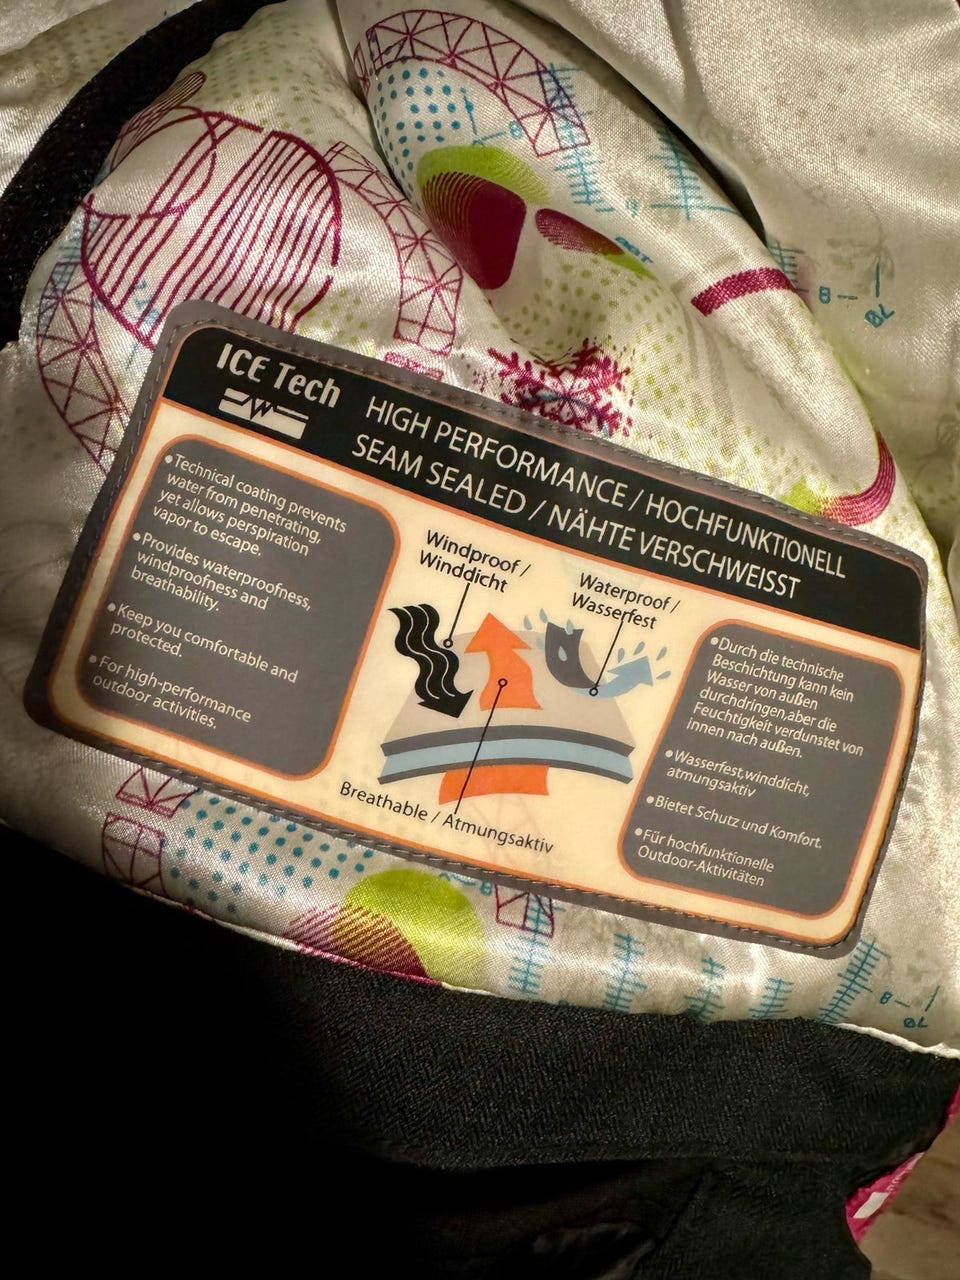 ICE Tech
HIGH PERFORMANCE / HOCHFUNKTIONELL
SEAM SEALED / NÄHTE VERSCHWEISST
•Technical coating prevents
water from penetrating,
yet allows perspiration
vapor to escape.
•Provides waterproofness,
windproofness and
breathability.
•Keep you comfortable and
protected.
•For high-performance
outdoor activities.
Windproof /
Winddicht
Waterproof /
Wasserfest
Breathable / Atmungsaktiv
•Durch die technische
Beschichtung kann kein
Wasser von außen
durchdringen,aber die
Feuchtigkeit verdunstet von
innen nach außen.
•Wasserfest,winddicht,
atmungsaktiv
•Bietet Schutz und Komfort.
•Für hochfunktionelle
Outdoor-Aktivitäten